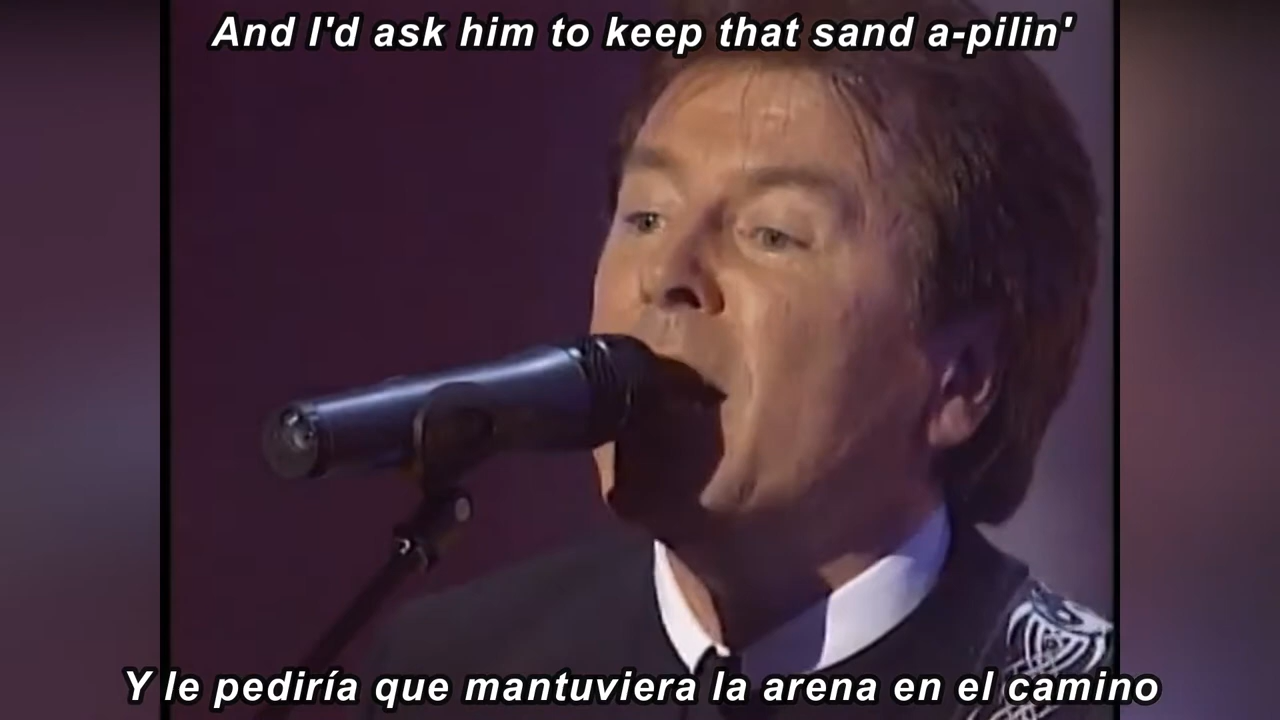 And I'd ask him to keep that sand a-pilin'
Y le pediría que mantuviera la arena en el camino